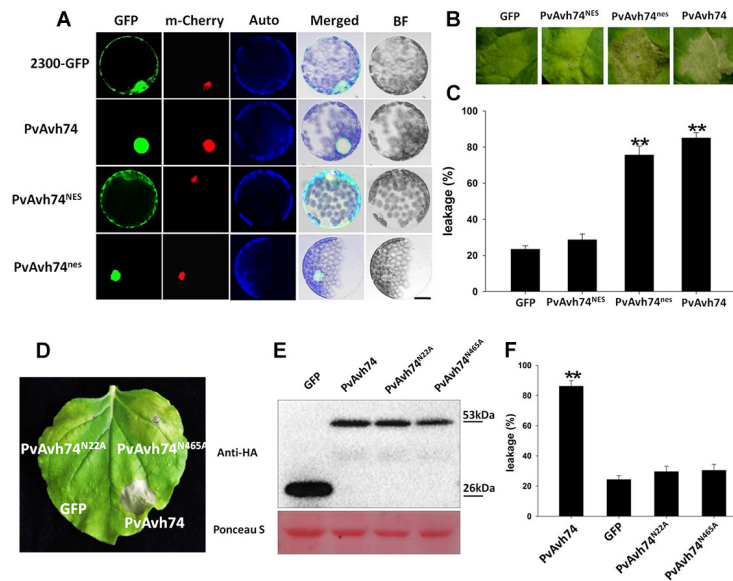 A
GFP m-Cherry Auto Merged BF
2300-GFP
PvAvh74
PvAvh74NES
PvAvh74nes
B
GFP PvAvh74NES PvAvh74nes PvAvh74
C
leakage (%)
100
80
60
40
20
0
** **
GFP PvAvh74NES PvAvh74nes PvAvh74
D
PvAvh74N22A PvAvh74N465A
GFP PvAvh74
E
GFP PvAvh74 PvAvh74N22A PvAvh74N465A
Anti-HA
53kDa
26kDa
Ponceau S
F
leakage (%)
100
80
60
40
20
0
**
PvAvh74 GFP PvAvh74N22A PvAvh74N465A